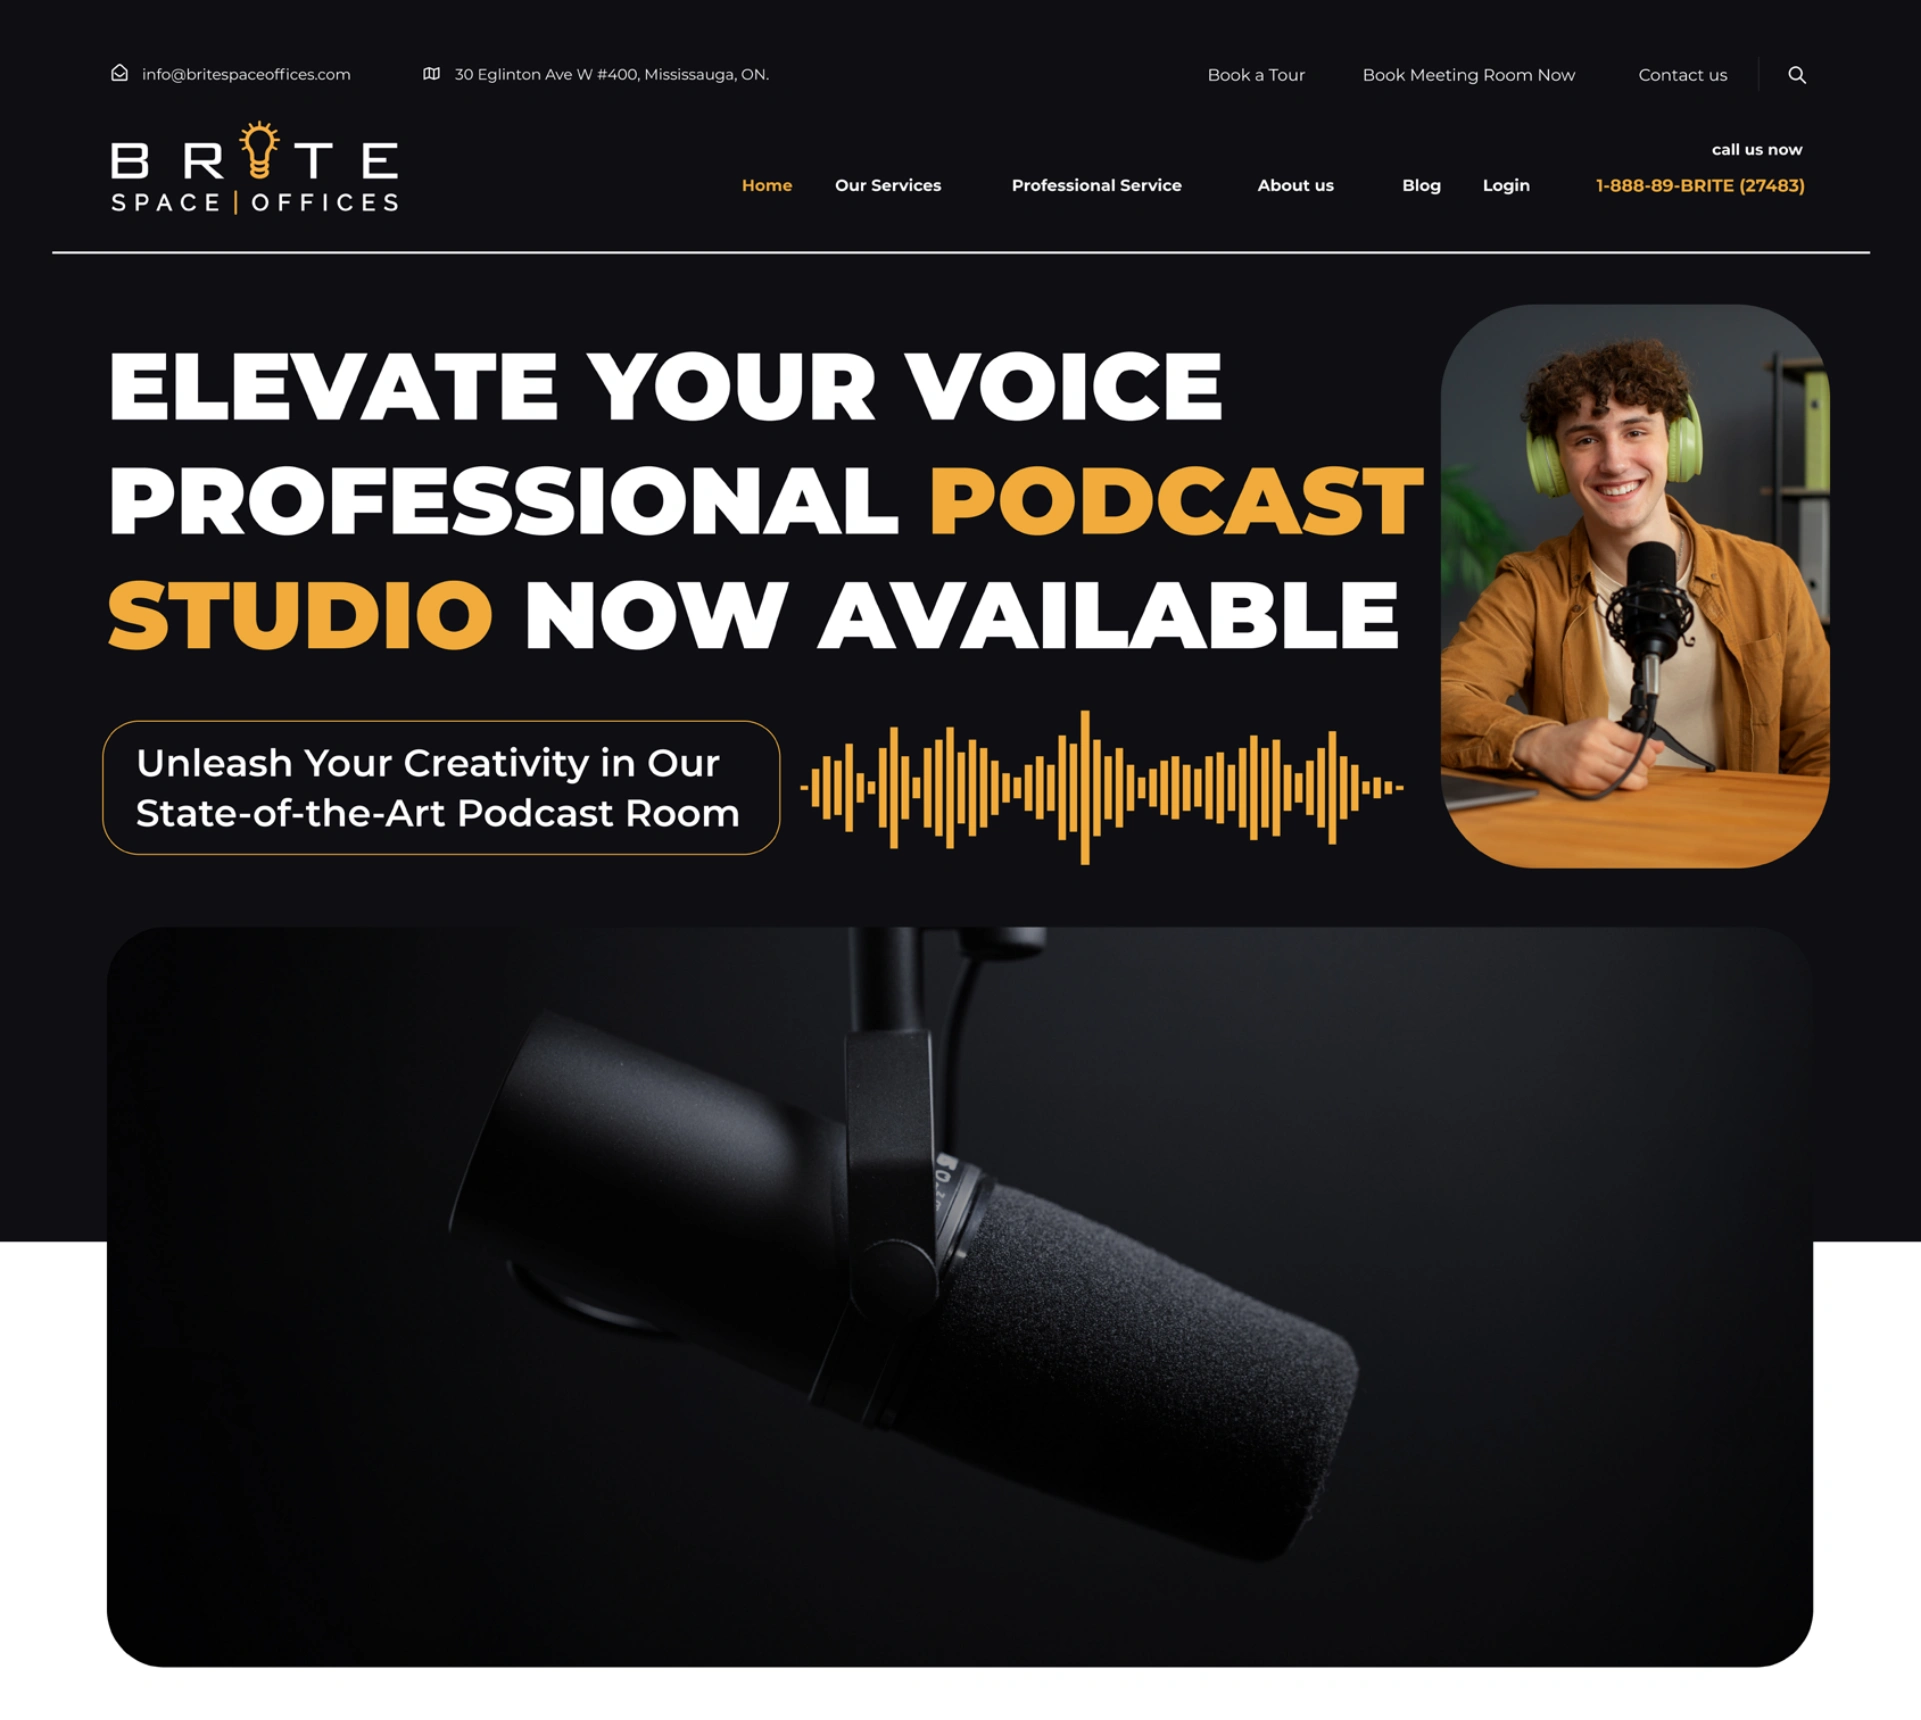 info@britespaceoffices.com
30 Eglinton Ave W #400, Mississauga, ON.
Book a Tour
Book Meeting Room Now
Contact us
BRITE
SPACE | OFFICES
call us now
Home
Our Services
Professional Service
About us
Blog
Login
1-888-89-BRITE (27483)
ELEVATE YOUR VOICE
PROFESSIONAL PODCAST
STUDIO NOW AVAILABLE
Unleash Your Creativity in Our
State-of-the-Art Podcast Room